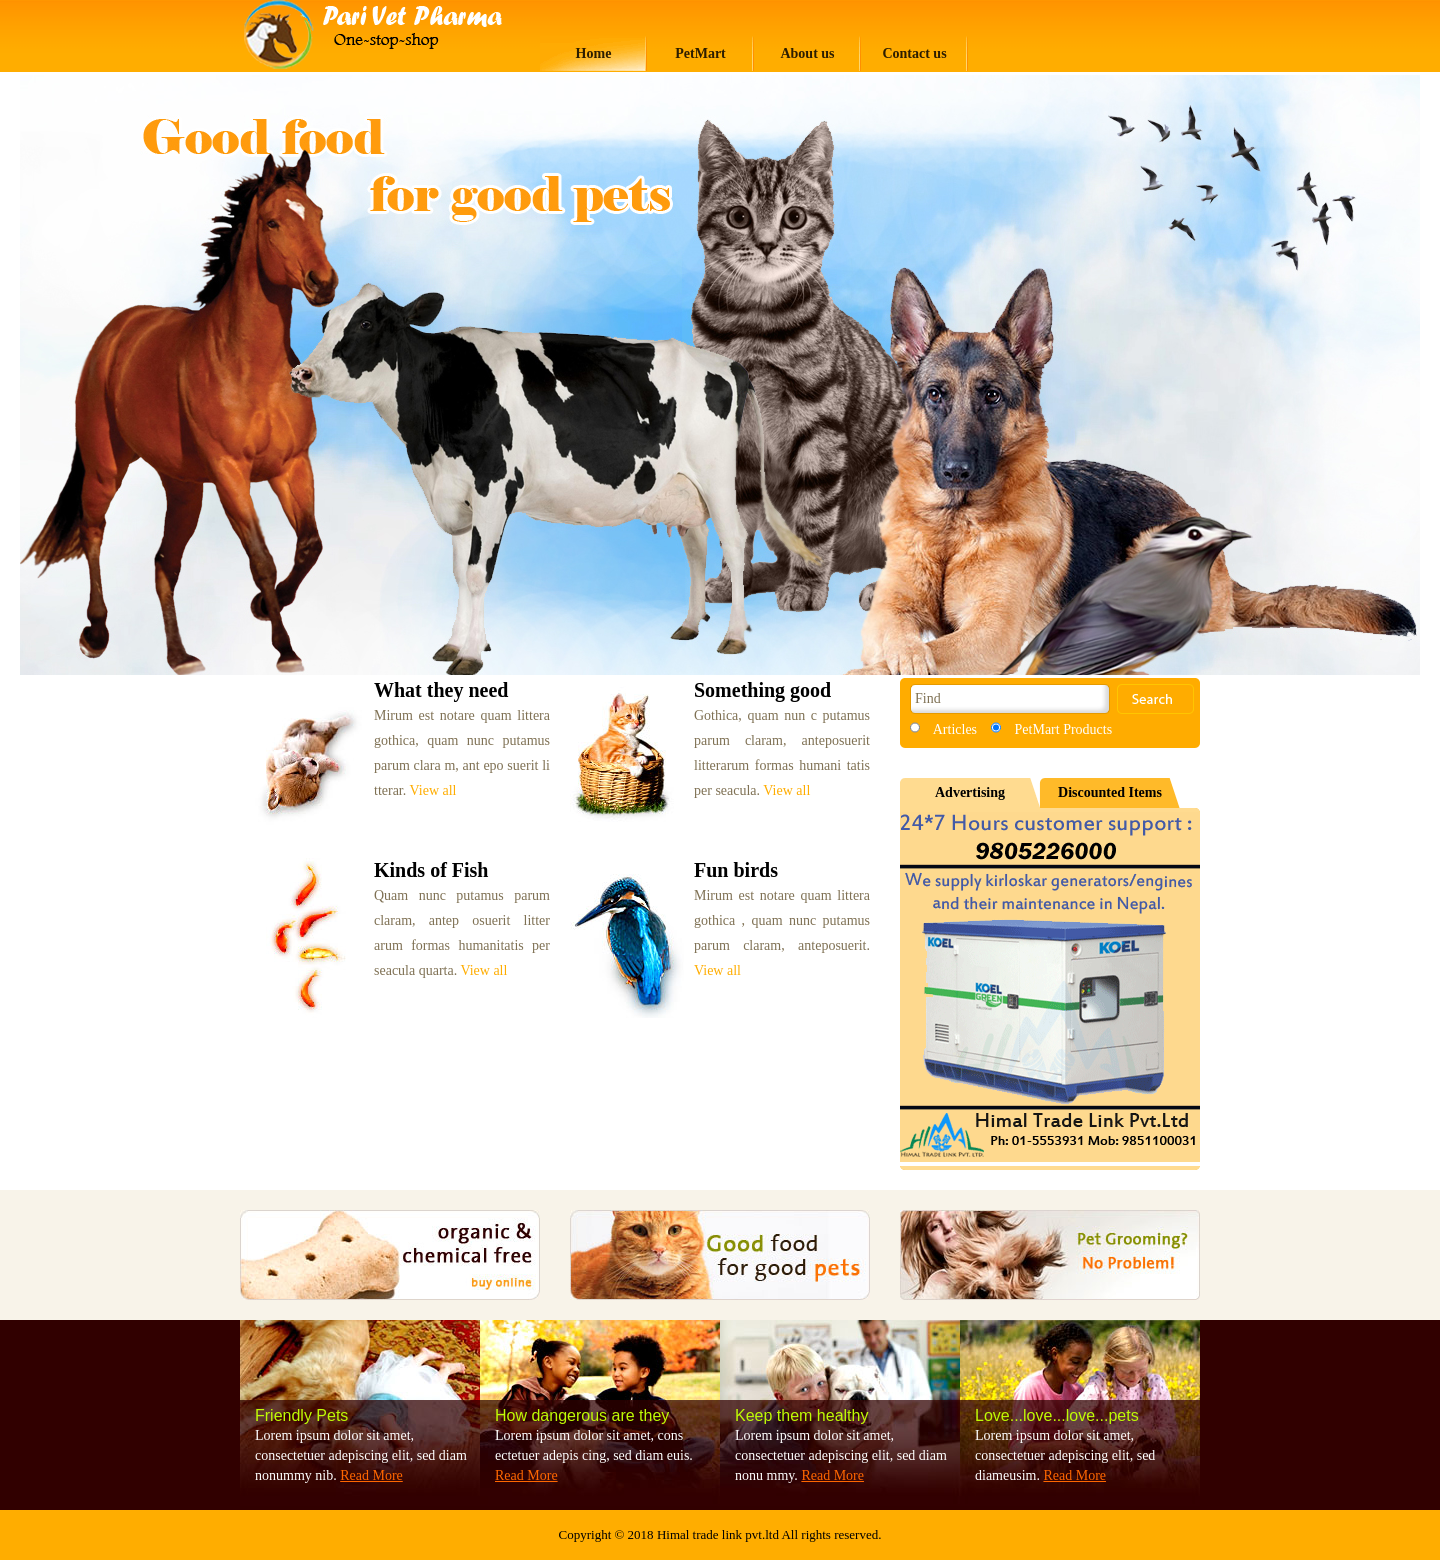 Pari Vet Pharma
One-stop-shop
Home PetMart About us Contact us
Good food
for good pets
What they need
Mirum est notare quam littera
gothica, quam nunc putamus
parum clara m, ant epo suerit li
tterar. View all
Something good
Gothica, quam nun c putamus
parum claram, anteposuerit
litterarum formas humani tatis
per seacula. View all
Kinds of Fish
Quam nunc putamus parum
claram, antep osuerit litter
arum formas humanitatis per
seacula quarta. View all
Fun birds
Mirum est notare quam littera
gothica , quam nunc putamus
parum claram, anteposuerit.
View all
Find Search
Articles PetMart Products
Advertising Discounted Items
24*7 Hours customer support :
9805226000
We supply kirloskar generators/engines
and their maintenance in Nepal.
KOEL KOEL
KOEL
GREEN
Himal Trade Link Pvt.Ltd
Ph: 01-5553931 Mob: 9851100031
HIMAL TRADE LINK PVT. LTD.
organic &
chemical free
buy online
Good food
for good pets
Pet Grooming?
No Problem!
Friendly Pets
Lorem ipsum dolor sit amet,
consectetuer adepiscing elit, sed diam
nonummy nib. Read More
How dangerous are they
Lorem ipsum dolor sit amet, cons
ectetuer adepis cing, sed diam euis.
Read More
Keep them healthy
Lorem ipsum dolor sit amet,
consectetuer adepiscing elit, sed diam
nonu mmy. Read More
Love...love...love...pets
Lorem ipsum dolor sit amet,
consectetuer adepiscing elit, sed
diameusim. Read More
Copyright © 2018 Himal trade link pvt.ltd All rights reserved.